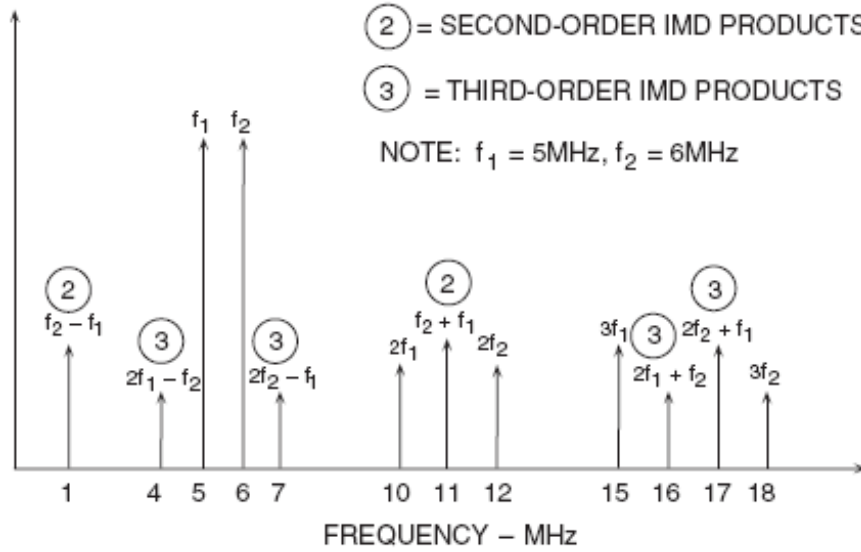 ② = SECOND-ORDER IMD PRODUCTS
③ = THIRD-ORDER IMD PRODUCTS
NOTE: f₁ = 5MHz, f₂ = 6MHz
f₁ f₂
② ② ③
f₂ – f₁ f₂ + f₁ 2f₂ + f₁
③ ③ ③
2f₁ – f₂ 2f₂ – f₁ 2f₁ 2f₂ 3f₁ 2f₁ + f₂ 3f₂
1 4 5 6 7 10 11 12 15 16 17 18
FREQUENCY – MHz